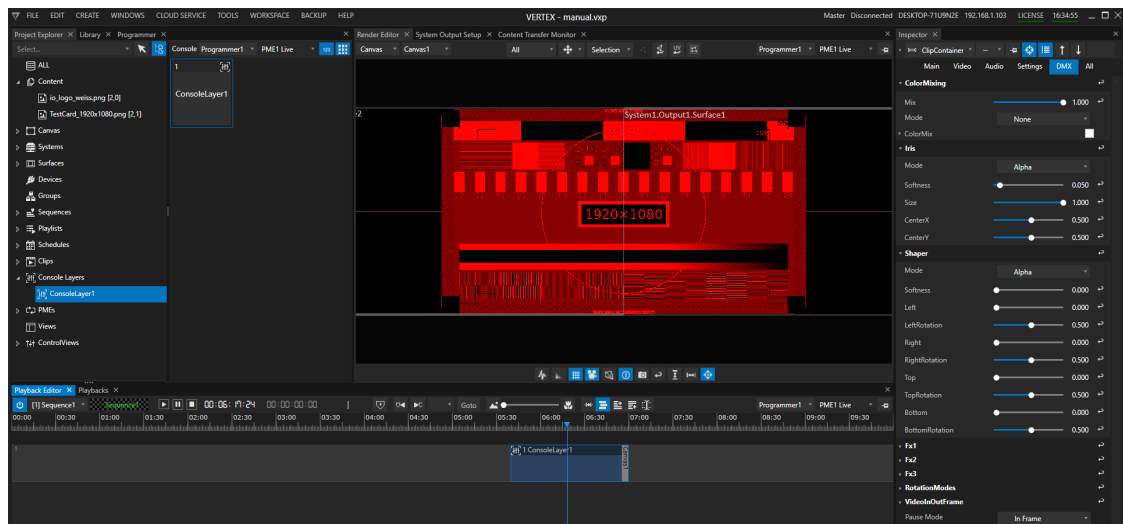 FILE EDIT CREATE WINDOWS CLOUD SERVICE TOOLS WORKSPACE BACKUP HELP
VERTEX - manual.vxp
Master Disconnected DESKTOP-71U9N2E 192.168.1.103 LICENSE 16:34:55
Project Explorer Library Programmer
Select...
ALL
Content
io_logo_weiss.png [2,0]
TestCard_1920x1080.png [2,1]
Canvas
Systems
Surfaces
Devices
Groups
Sequences
Playlists
Schedules
Clips
Console Layers
ConsoleLayer1
PMEs
Views
ControlViews
Console Programmer1 PME1 Live
1
ConsoleLayer1
Render Editor System Output Setup Content Transfer Monitor
Canvas Canvas1 All Selection UV Programmer1 PME1 Live
System1.Output1.Surface1
1920×1080
Inspector
ClipContainer
Main Video Audio Settings DMX All
ColorMixing
Mix 1.000
Mode None
ColorMix
Iris
Mode Alpha
Softness 0.050
Size 1.000
CenterX 0.500
CenterY 0.500
Shaper
Mode Alpha
Softness 0.000
Left 0.000
LeftRotation 0.500
Right 0.000
RightRotation 0.500
Top 0.000
TopRotation 0.500
Bottom 0.000
BottomRotation 0.500
Fx1
Fx2
Fx3
RotationModes
VideoInOutFrame
Pause Mode In Frame
Playback Editor Playbacks
[1] Sequence1 Sequence1 00:00:00:00 Goto Programmer1 PME1 Live
00:00 00:30 01:00 01:30 02:00 02:30 03:00 03:30 04:00 04:30 05:00 05:30 06:00 06:30 07:00 07:30 08:00 08:30 09:00 09:30
1
1 ConsoleLayer1